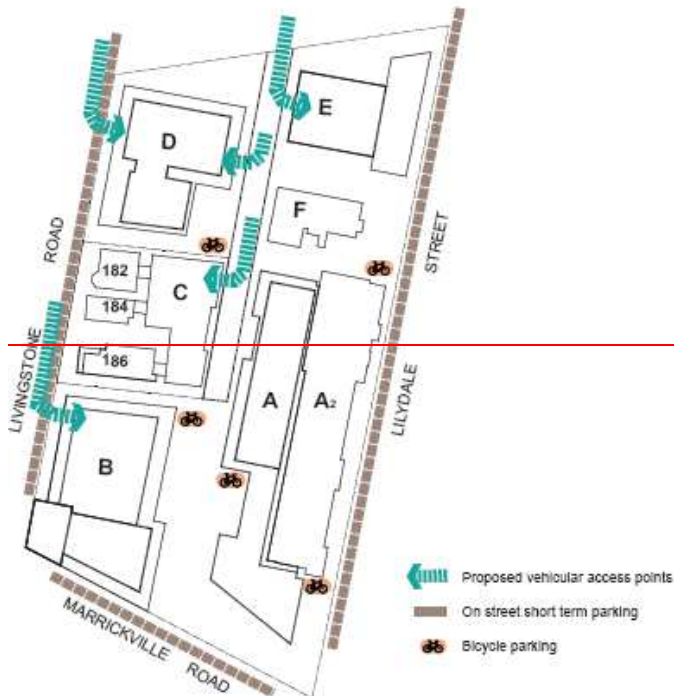 E
D
F
STREET
ROAD
182
C
184
186
LIVINGSTONE
A
A2
LILYDALE
B
Proposed vehicular access points
On street short term parking
Bicycle parking
MARRICKVILLE ROAD